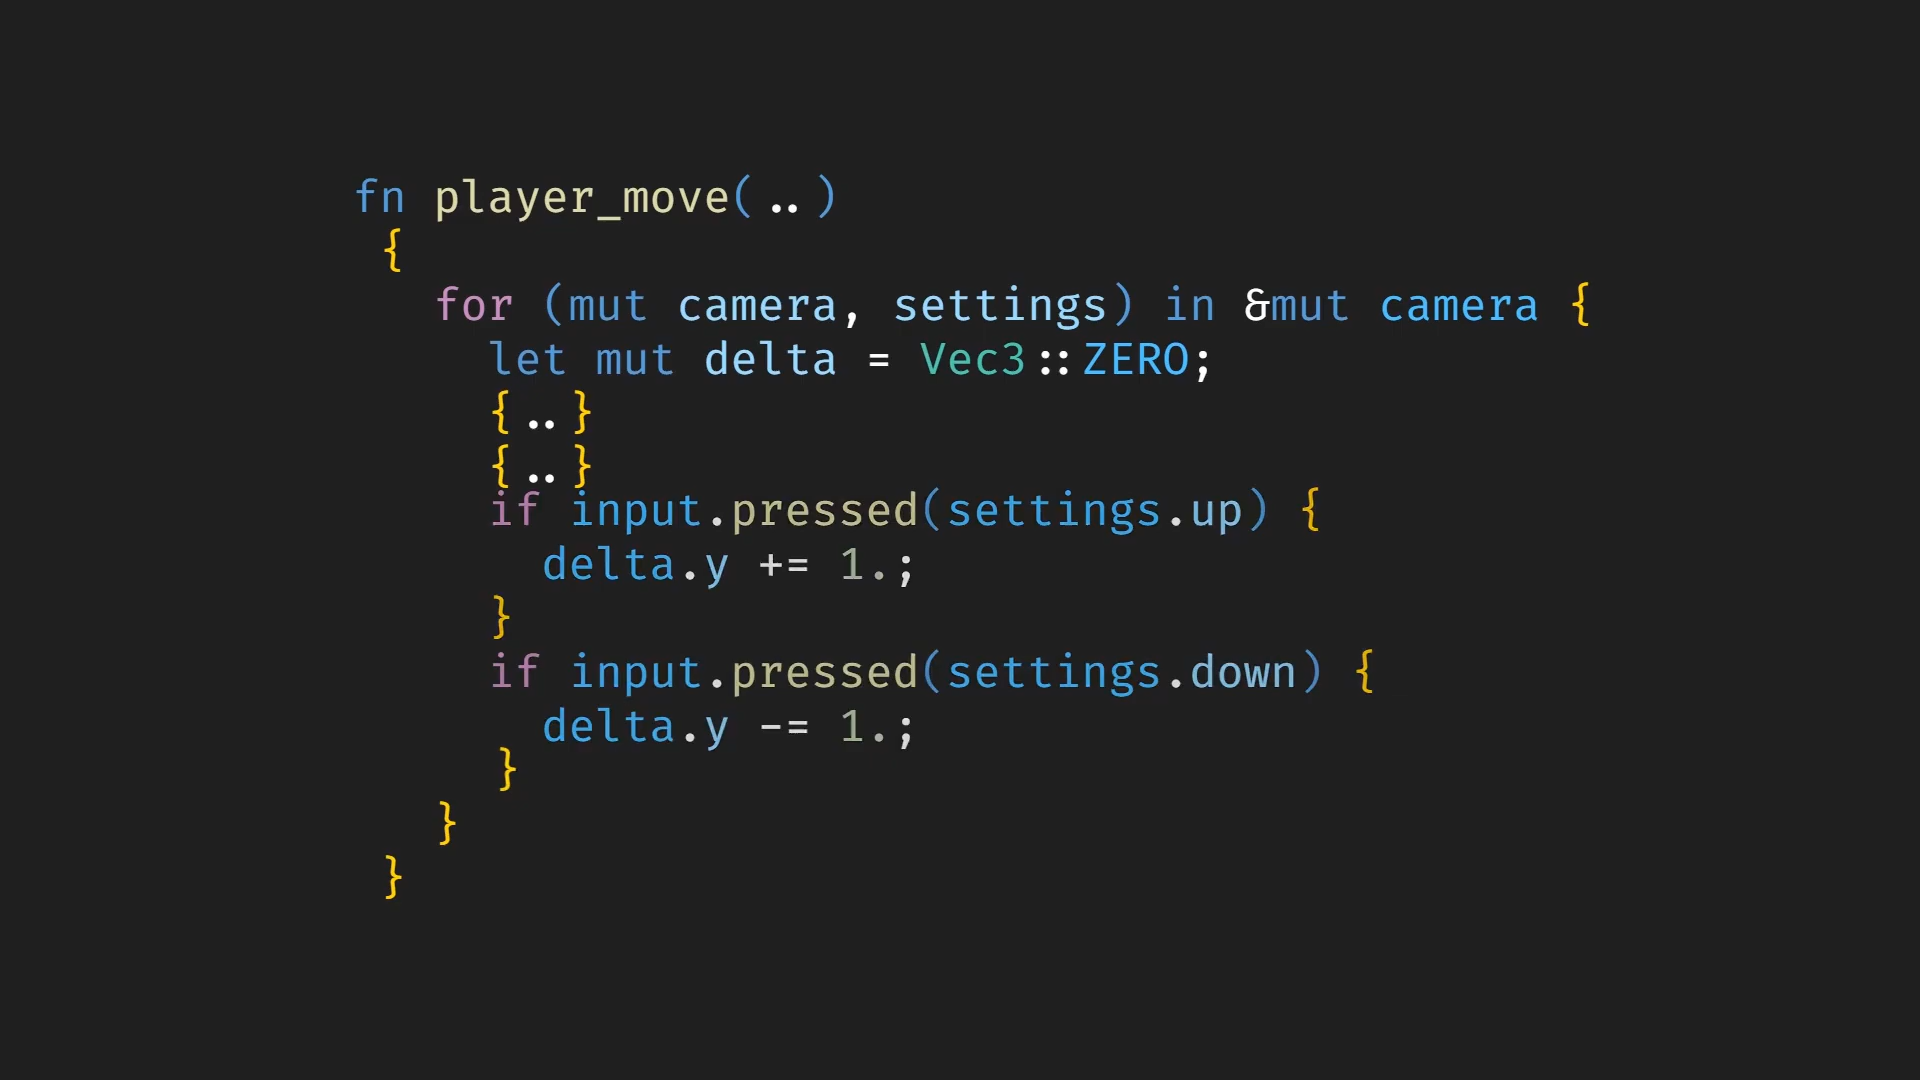 fn player_move(..)
{
for (mut camera, settings) in &mut camera {
let mut delta = Vec3::ZERO;
{..}
{..}
if input.pressed(settings.up) {
delta.y += 1.;
}
if input.pressed(settings.down) {
delta.y -= 1.;
}
}
}